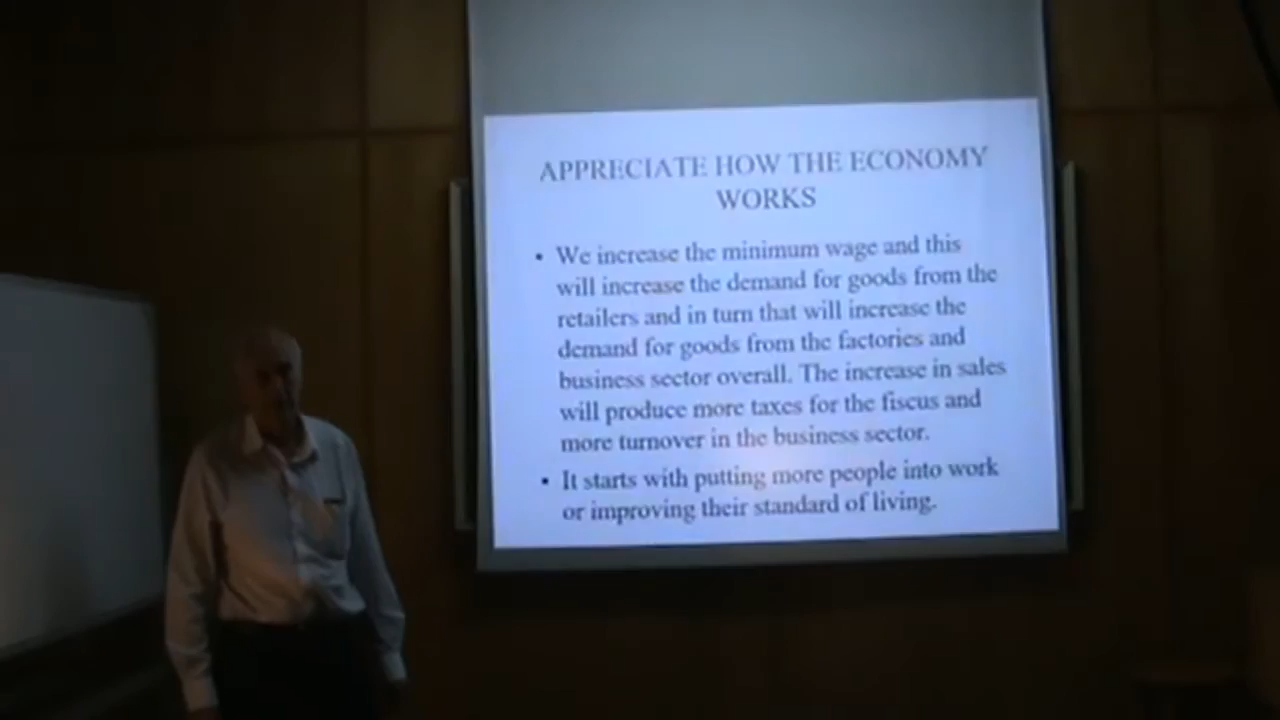 APPRECIATE HOW THE ECONOMY
WORKS
• We increase the minimum wage and this
will increase the demand for goods from the
retailers and in turn that will increase the
demand for goods from the factories and
business sector overall. The increase in sales
will produce more taxes for the fiscus and
more turnover in the business sector.
• It starts with putting more people into work
or improving their standard of living.